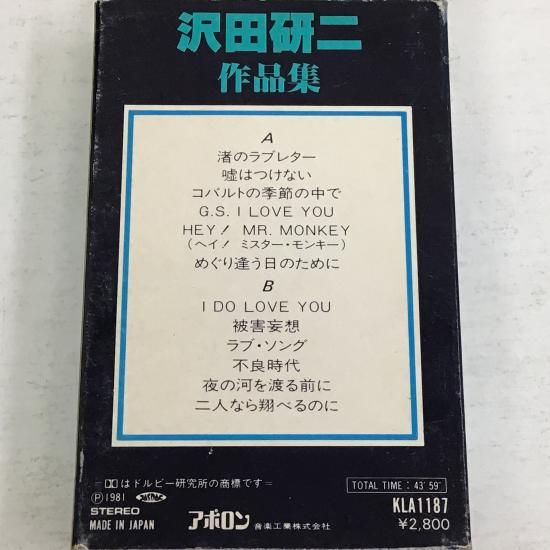 沢田研二
作品集
A
渚のラブレター
嘘はつけない
コバルトの季節の中で
G.S. I LOVE YOU
HEY! MR. MONKEY
(ヘイ! ミスター・モンキー)
めぐり逢う日のために
B
I DO LOVE YOU
被害妄想
ラブ・ソング
不良時代
夜の河を渡る前に
二人なら翔べるのに
=DDはドルビー研究所の商標です=
TOTAL TIME : 43'59"
Ⓟ1981
STEREO
MADE IN JAPAN
アポロン 音楽工業株式会社
KLA1187
¥2,800